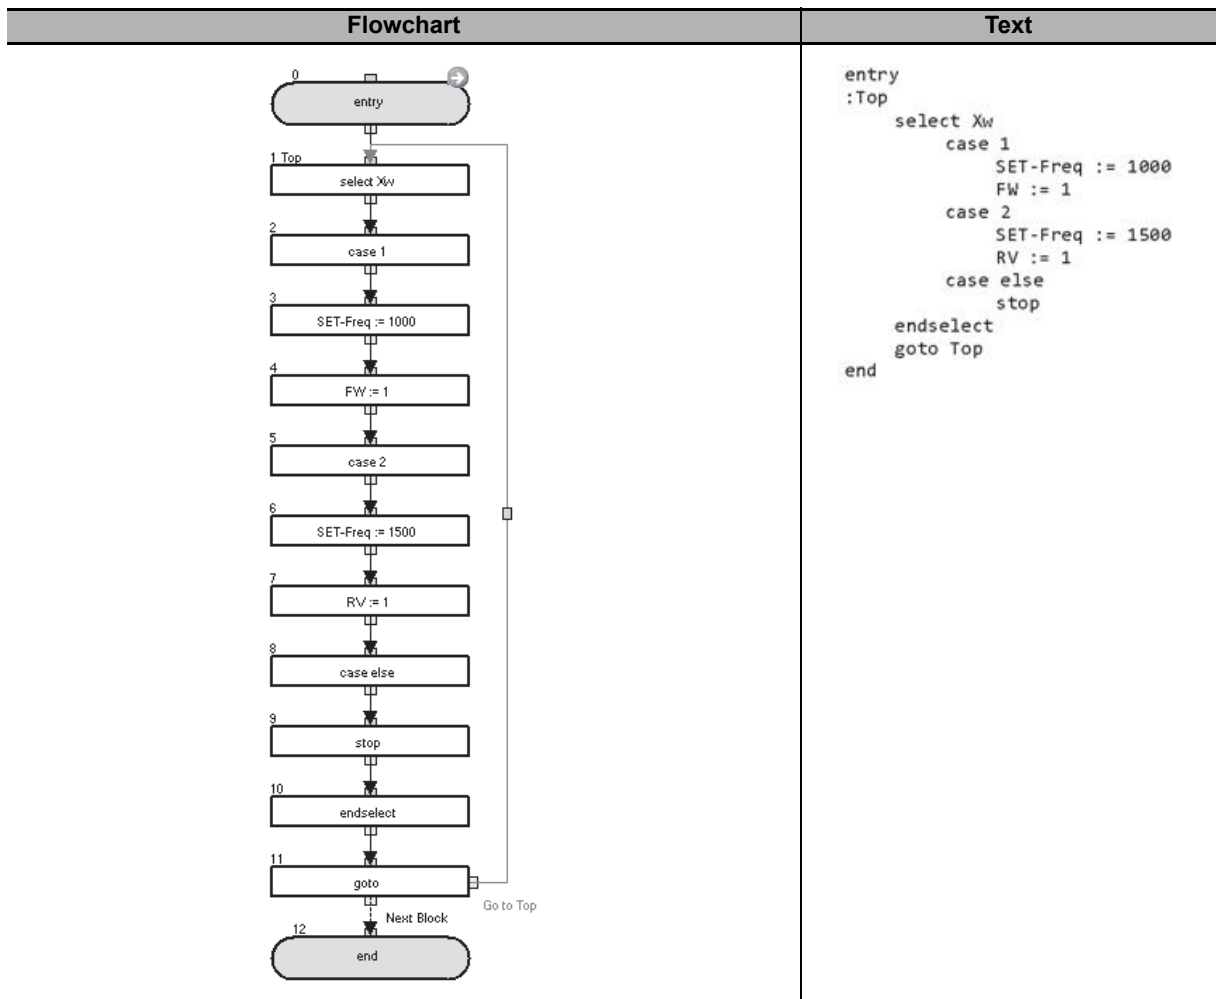 Flowchart
Text
0
entry
1 Top
select Xw
2
case 1
3
SET-Freq := 1000
4
FW := 1
5
case 2
6
SET-Freq := 1500
7
RV := 1
8
case else
9
stop
10
endselect
11
goto
Go to Top
Next Block
12
end
entry
:Top
select Xw
case 1
SET-Freq := 1000
FW := 1
case 2
SET-Freq := 1500
RV := 1
case else
stop
endselect
goto Top
end